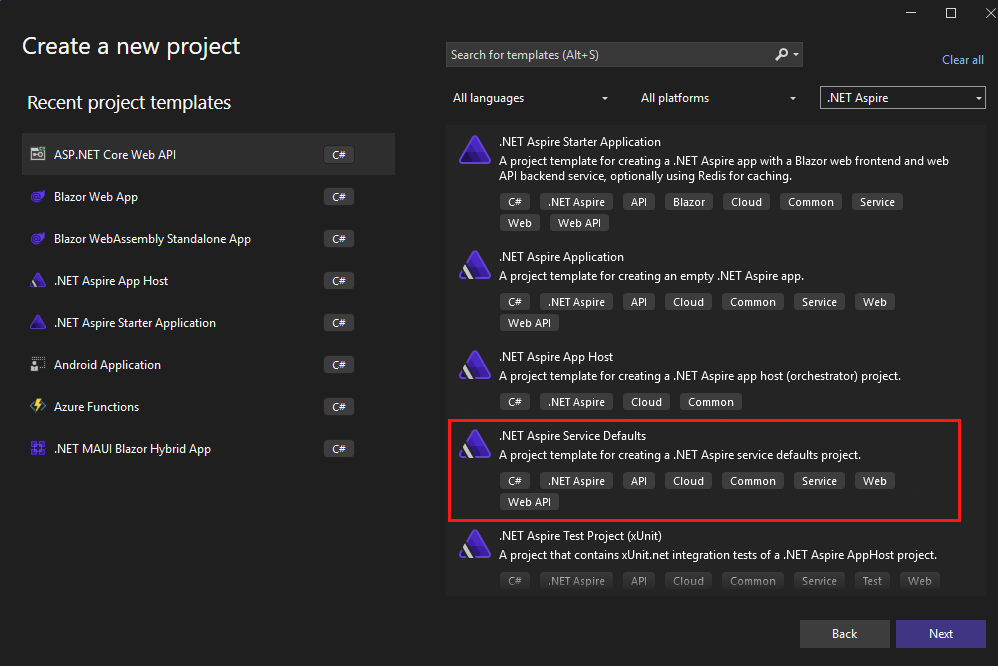 Create a new project
Recent project templates
ASP.NET Core Web API C#
Blazor Web App C#
Blazor WebAssembly Standalone App C#
.NET Aspire App Host C#
.NET Aspire Starter Application C#
Android Application C#
Azure Functions C#
.NET MAUI Blazor Hybrid App C#
Search for templates (Alt+S)
Clear all
All languages All platforms .NET Aspire
.NET Aspire Starter Application
A project template for creating a .NET Aspire app with a Blazor web frontend and web
API backend service, optionally using Redis for caching.
C# .NET Aspire API Blazor Cloud Common Service
Web Web API
.NET Aspire Application
A project template for creating an empty .NET Aspire app.
C# .NET Aspire API Cloud Common Service Web
Web API
.NET Aspire App Host
A project template for creating a .NET Aspire app host (orchestrator) project.
C# .NET Aspire Cloud Common
.NET Aspire Service Defaults
A project template for creating a .NET Aspire service defaults project.
C# .NET Aspire API Cloud Common Service Web
Web API
.NET Aspire Test Project (xUnit)
A project that contains xUnit.net integration tests of a .NET Aspire AppHost project.
C# .NET Aspire API Cloud Common Service Test Web
Back Next